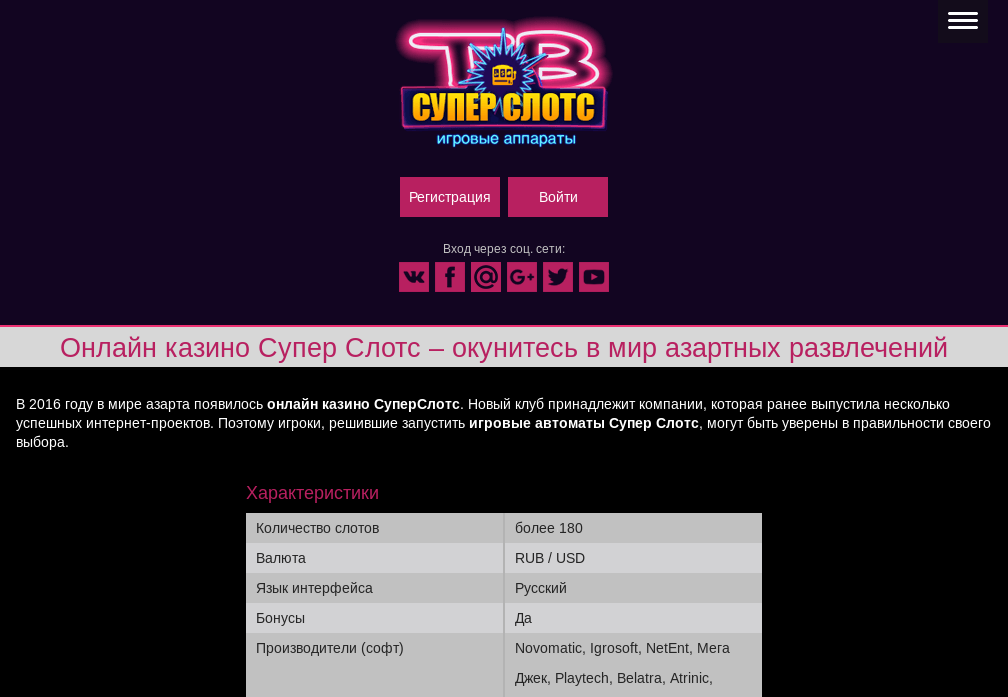 ТВ
СУПЕР СЛОТС
игровые аппараты
Регистрация Войти
Вход через соц. сети:
Онлайн казино Супер Слотс – окунитесь в мир азартных развлечений
В 2016 году в мире азарта появилось онлайн казино СуперСлотс. Новый клуб принадлежит компании, которая ранее выпустила несколько
успешных интернет-проектов. Поэтому игроки, решившие запустить игровые автоматы Супер Слотс, могут быть уверены в правильности своего
выбора.
Характеристики
Количество слотов более 180
Валюта RUB / USD
Язык интерфейса Русский
Бонусы Да
Производители (софт) Novomatic, Igrosoft, NetEnt, Мега
Джек, Playtech, Belatra, Atrinic,